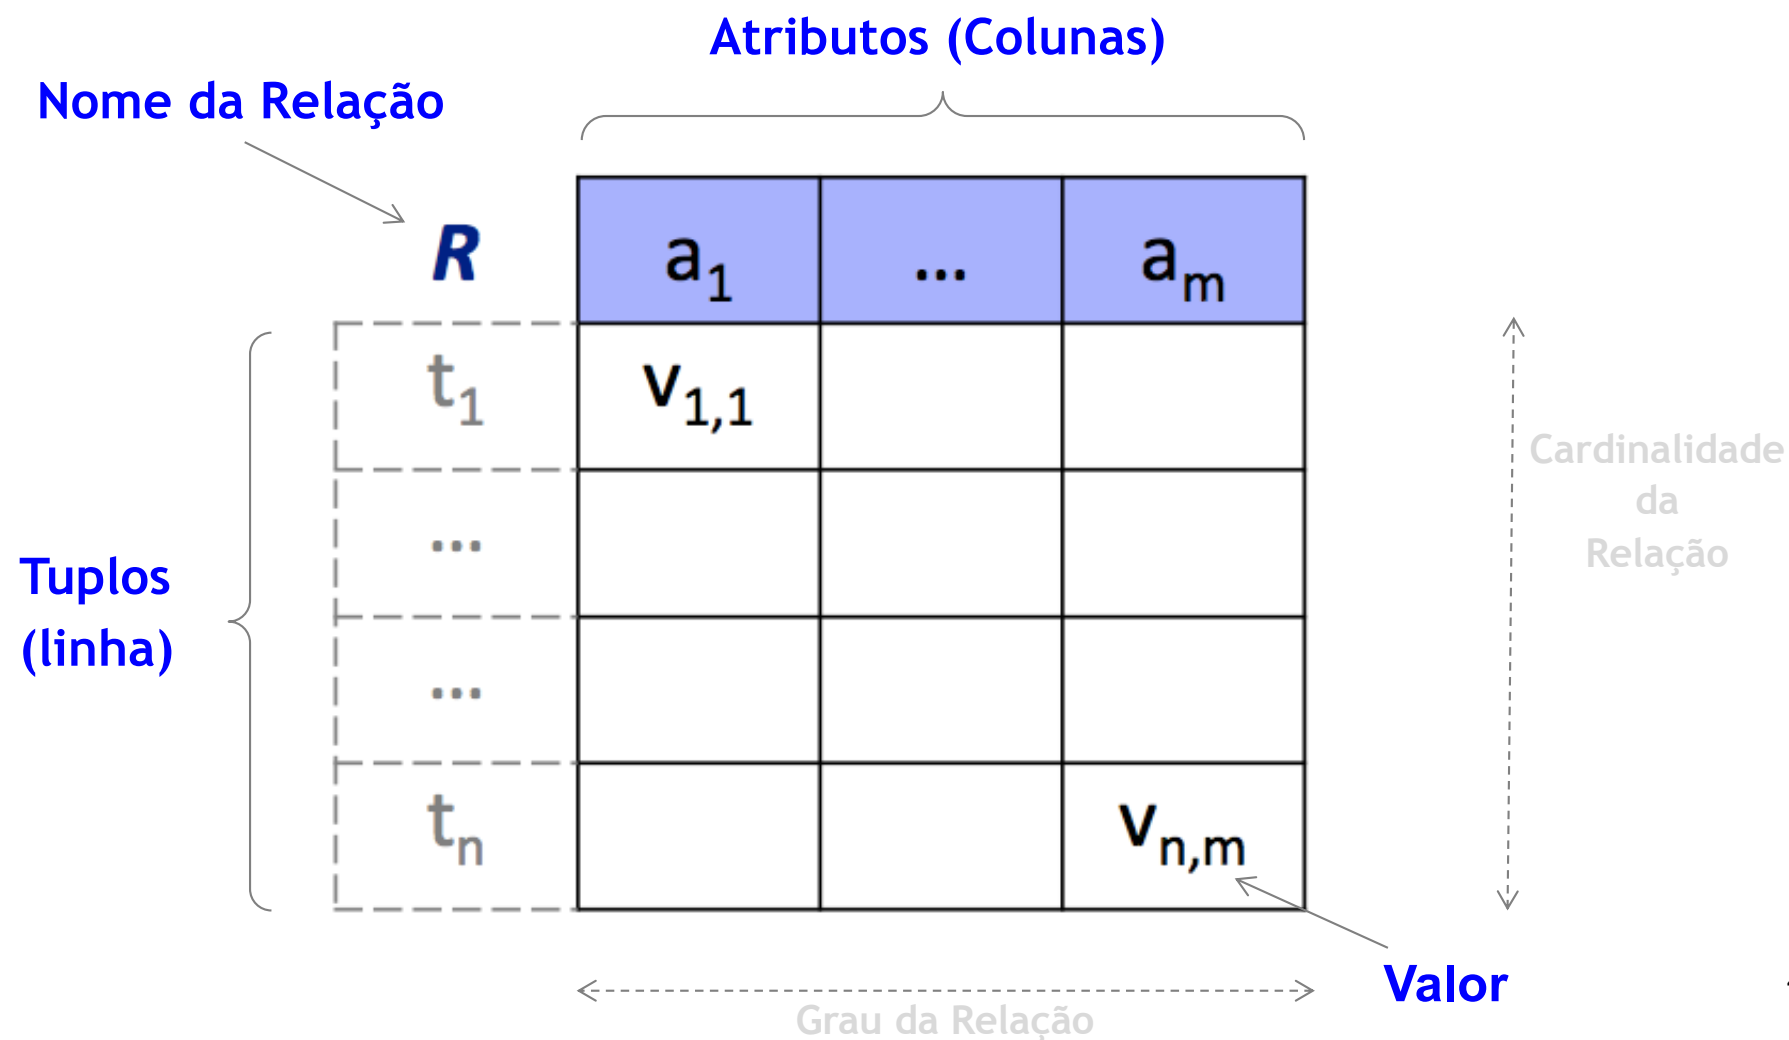 Atributos (Colunas)
Nome da Relação
R a1 ... am
t1 v1,1
Cardinalidade
da
Relação
...
Tuplos
(linha)
...
tn vn,m
Valor
Grau da Relação